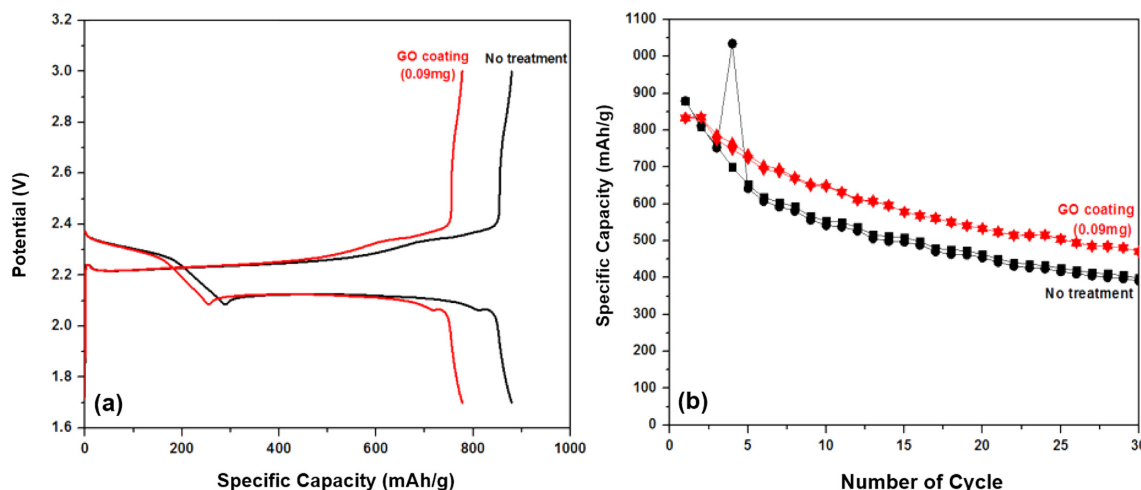 3.2
3.0
2.8
2.6
2.4
2.2
2.0
1.8
1.6
Potential (V)
GO coating
(0.09mg)
No treatment
(a)
0
200
400
600
800
1000
Specific Capacity (mAh/g)
100
000
900
800
700
600
500
400
300
200
100
0
Specific Capacity (mAh/g)
GO coating
(0.09mg)
No treatment
(b)
0
5
10
15
20
25
30
Number of Cycle